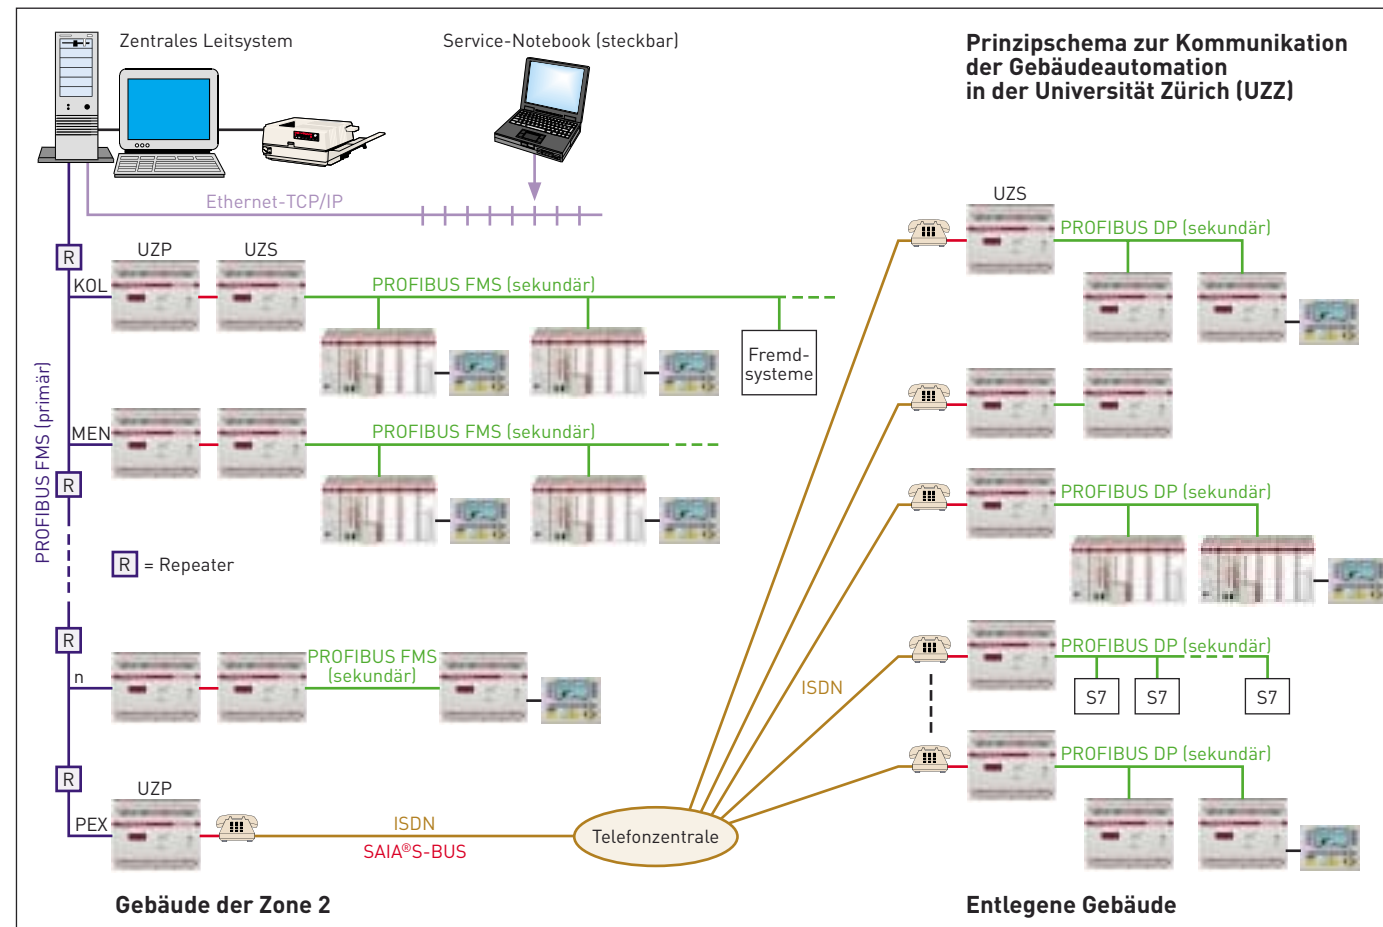 Zentrales Leitsystem
Service-Notebook (steckbar)
Prinzipschema zur Kommunikation
der Gebäudeautomation
in der Universität Zürich (UZZ)
Ethernet-TCP/IP
R
UZP
UZS
KOL
PROFIBUS FMS (sekundär)
Fremd-
systeme
PROFIBUS FMS (primär)
MEN
PROFIBUS FMS (sekundär)
R
R = Repeater
R
n
PROFIBUS FMS
(sekundär)
R
UZP
PEX
ISDN
SAIA®S-BUS
Telefonzentrale
ISDN
UZS
PROFIBUS DP (sekundär)
PROFIBUS DP (sekundär)
PROFIBUS DP (sekundär)
S7
S7
S7
PROFIBUS DP (sekundär)
Gebäude der Zone 2
Entlegene Gebäude